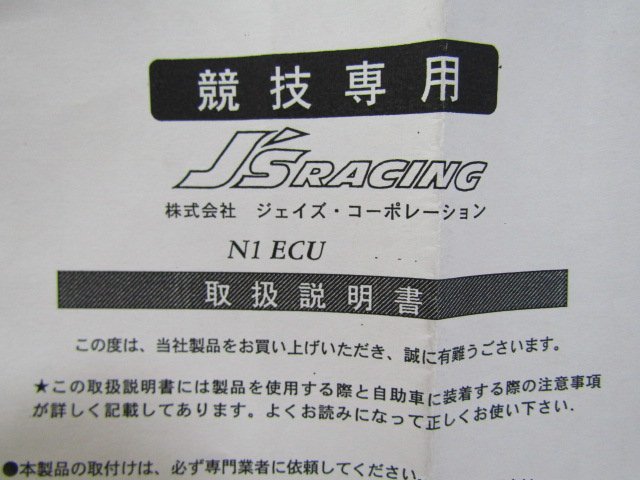 競技専用
J'S RACING
株式会社 ジェイズ・コーポレーション
N1 ECU
取扱説明書
この度は、当社製品をお買い上げいただき、誠に有難うございます。
★この取扱説明書には製品を使用する際と自動車に装着する際の注意事項
が詳しく記載してあります。よくお読みになって正しくお使い下さい.
●本製品の取付けは、必ず専門業者に依頼してください.